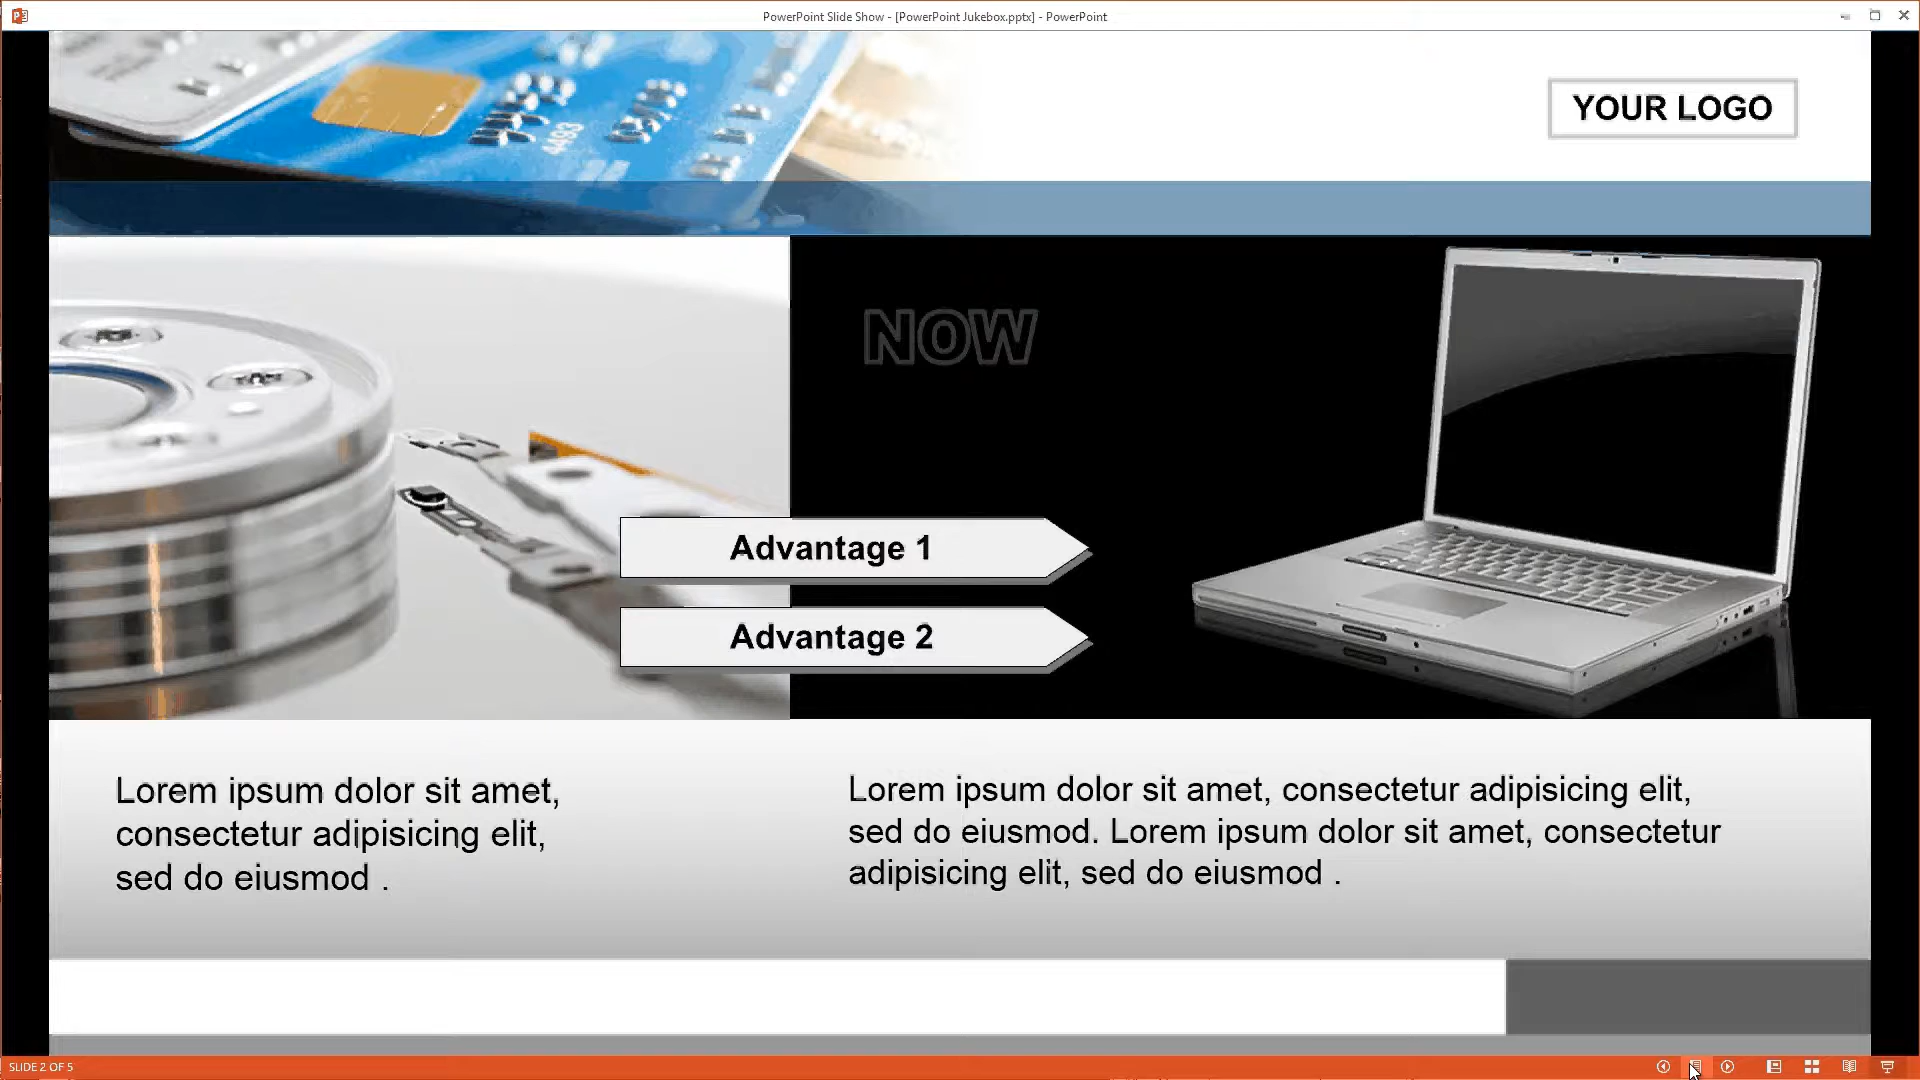 PowerPoint Slide Show - [PowerPoint Jukebox.pptx] - PowerPoint
4493
YOUR LOGO
NOW
Advantage 1
Advantage 2
Lorem ipsum dolor sit amet,
consectetur adipisicing elit,
sed do eiusmod .
Lorem ipsum dolor sit amet, consectetur adipisicing elit,
sed do eiusmod. Lorem ipsum dolor sit amet, consectetur
adipisicing elit, sed do eiusmod .
SLIDE 2 OF 5